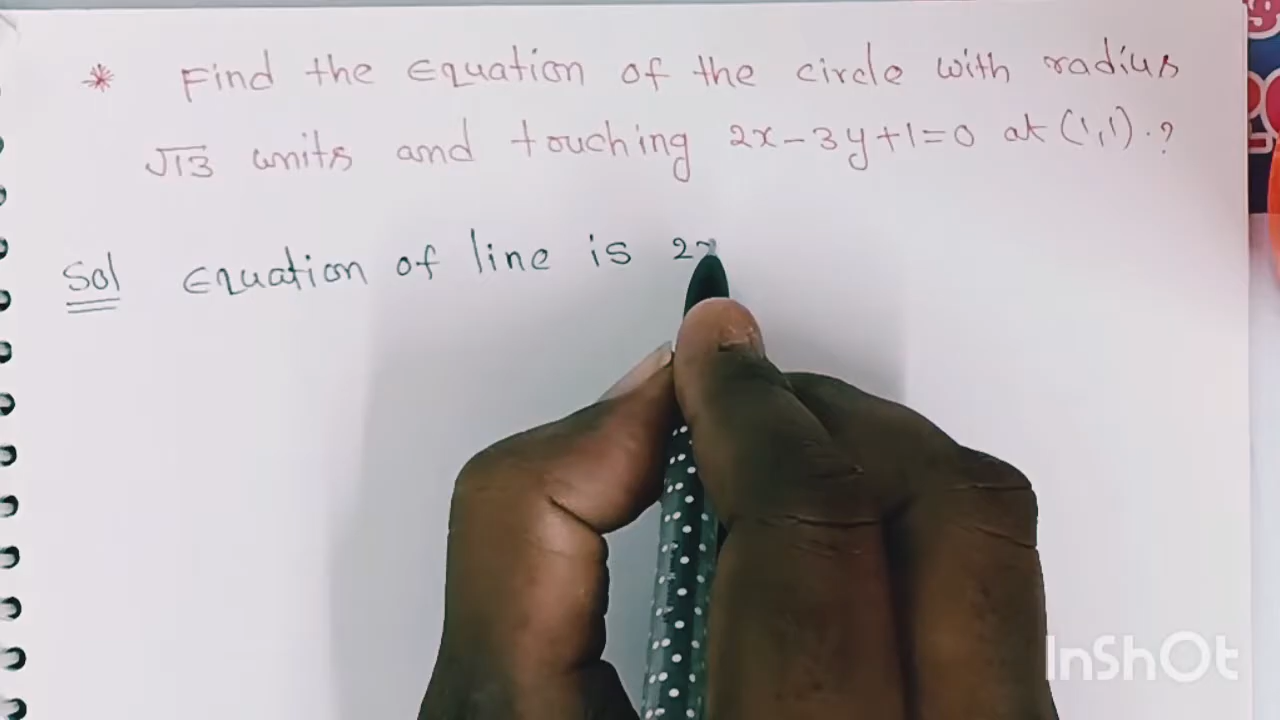 * Find the Equation of the circle with radius
√13 units and touching 2x-3y+1=0 at (1,1).?
Sol Equation of line is 2x
InShOt